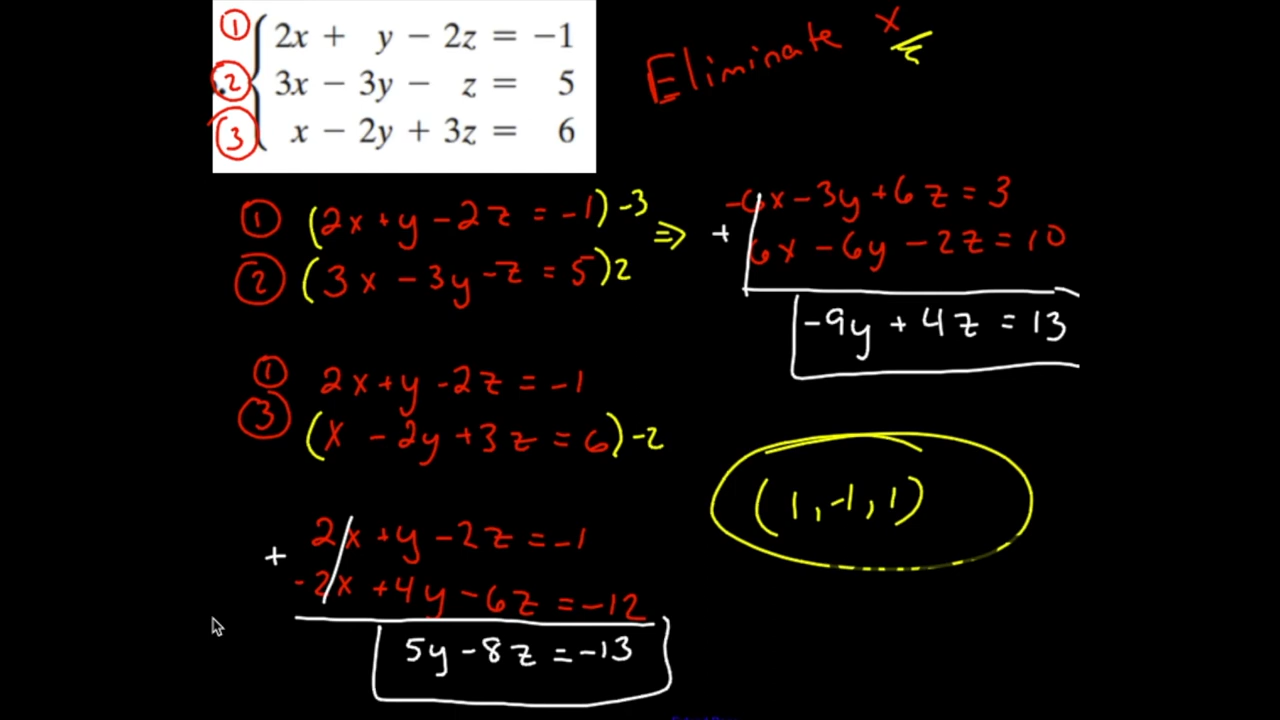 ① 2x + y − 2z = −1
② 3x − 3y − z = 5
③ x − 2y + 3z = 6
Eliminate x
① (2x + y − 2z = −1) -3 ⇒
② (3x − 3y − z = 5) 2
-6x − 3y + 6z = 3
+ 6x − 6y − 2z = 10
-9y + 4z = 13
① 2x + y − 2z = −1
③ (x − 2y + 3z = 6) -2
(1, -1, 1)
+ 2x + y − 2z = −1
-2x + 4y − 6z = −12
5y − 8z = −13